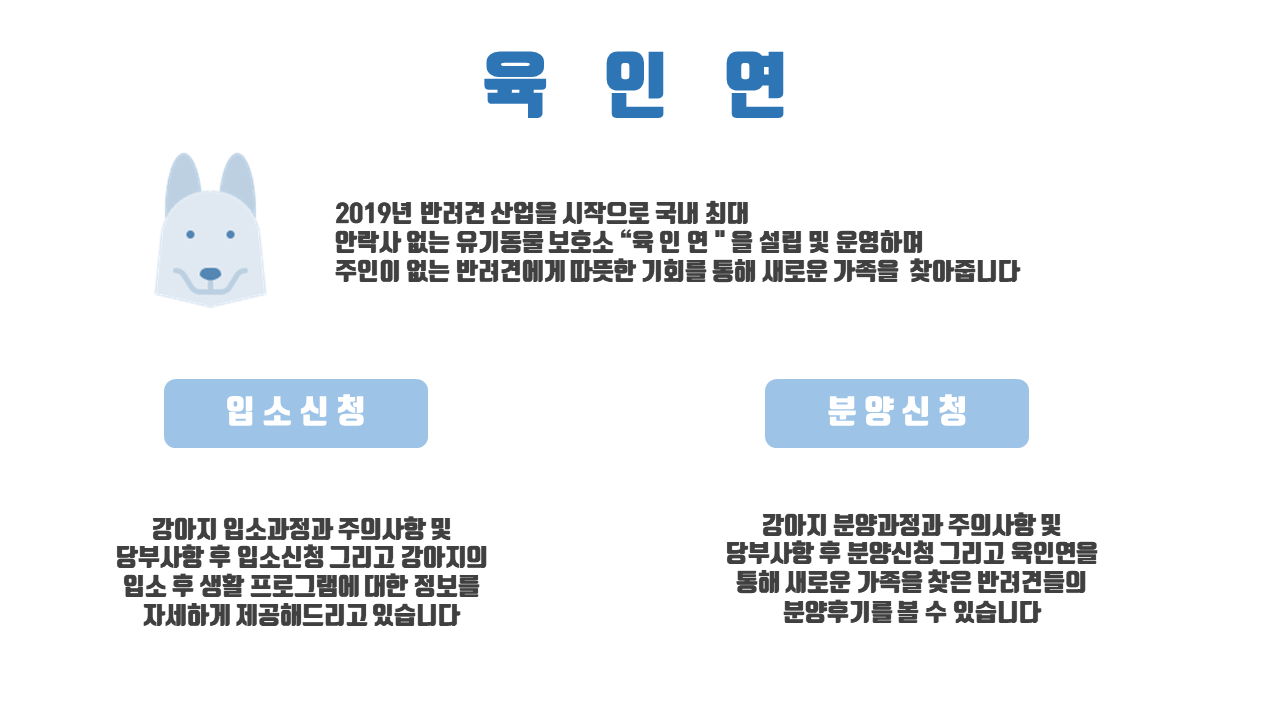 육 인 연
2019년 반려견 산업을 시작으로 국내 최대
안락사 없는 유기동물 보호소 “육 인 연 " 을 설립 및 운영하며
주인이 없는 반려견에게 따뜻한 기회를 통해 새로운 가족을 찾아줍니다
입 소 신 청
분 양 신 청
강아지 입소과정과 주의사항 및
당부사항 후 입소신청 그리고 강아지의
입소 후 생활 프로그램에 대한 정보를
자세하게 제공해드리고 있습니다
강아지 분양과정과 주의사항 및
당부사항 후 분양신청 그리고 육인연을
통해 새로운 가족을 찾은 반려견들의
분양후기를 볼 수 있습니다